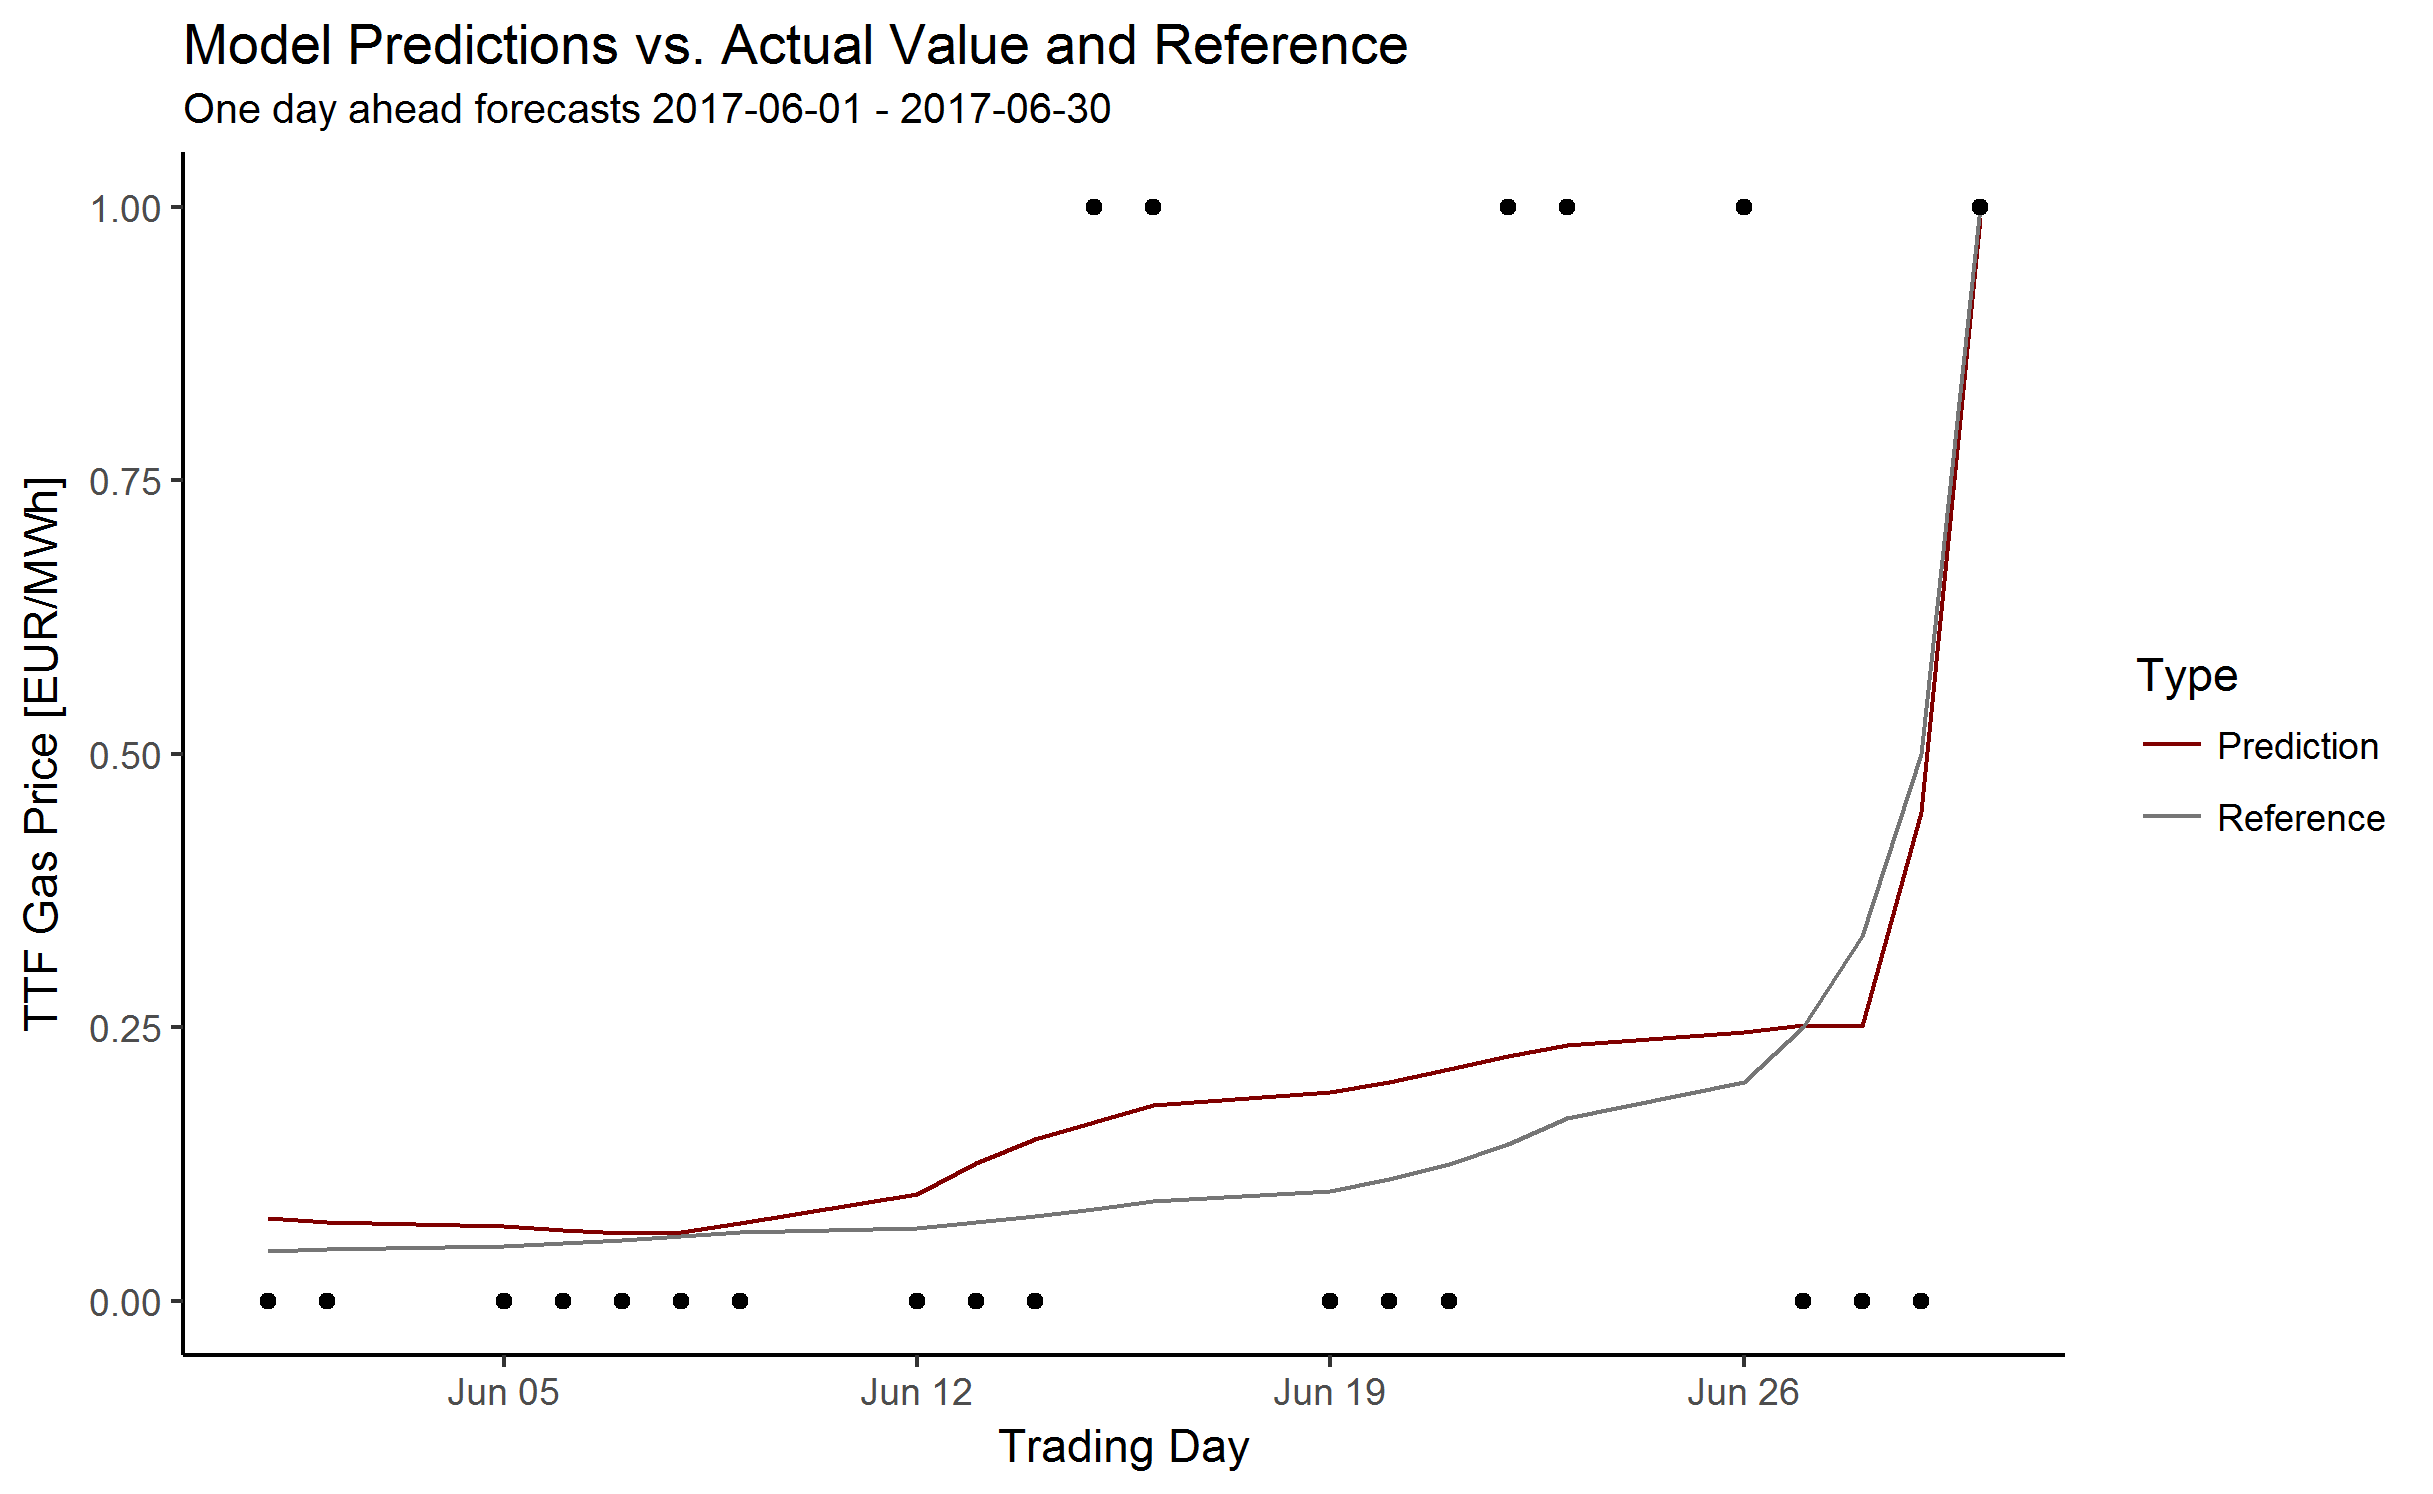 Model Predictions vs. Actual Value and Reference
One day ahead forecasts 2017-06-01 - 2017-06-30
TTF Gas Price [EUR/MWh]
1.00
0.75
0.50
0.25
0.00
Jun 05
Jun 12
Jun 19
Jun 26
Trading Day
Type
Prediction
Reference